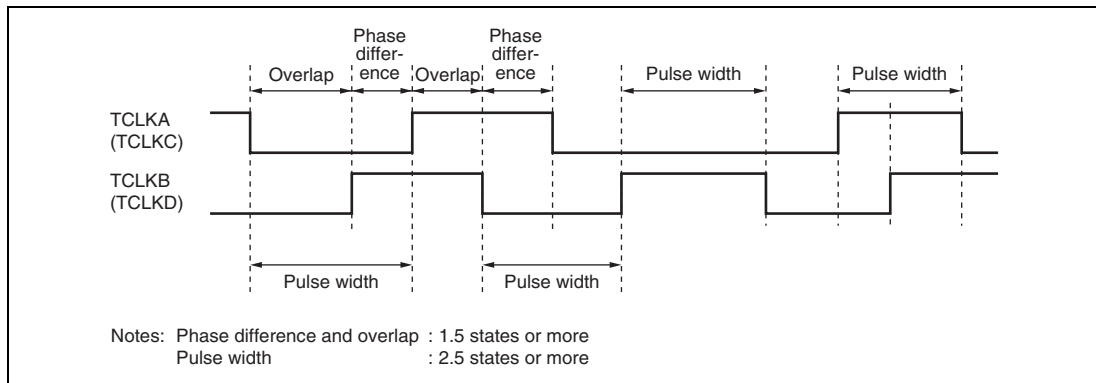 Phase
differ-
ence
Phase
differ-
ence
Overlap
Overlap
Pulse width
Pulse width
TCLKA
(TCLKC)
TCLKB
(TCLKD)
Pulse width
Pulse width
Notes: Phase difference and overlap : 1.5 states or more
Pulse width : 2.5 states or more